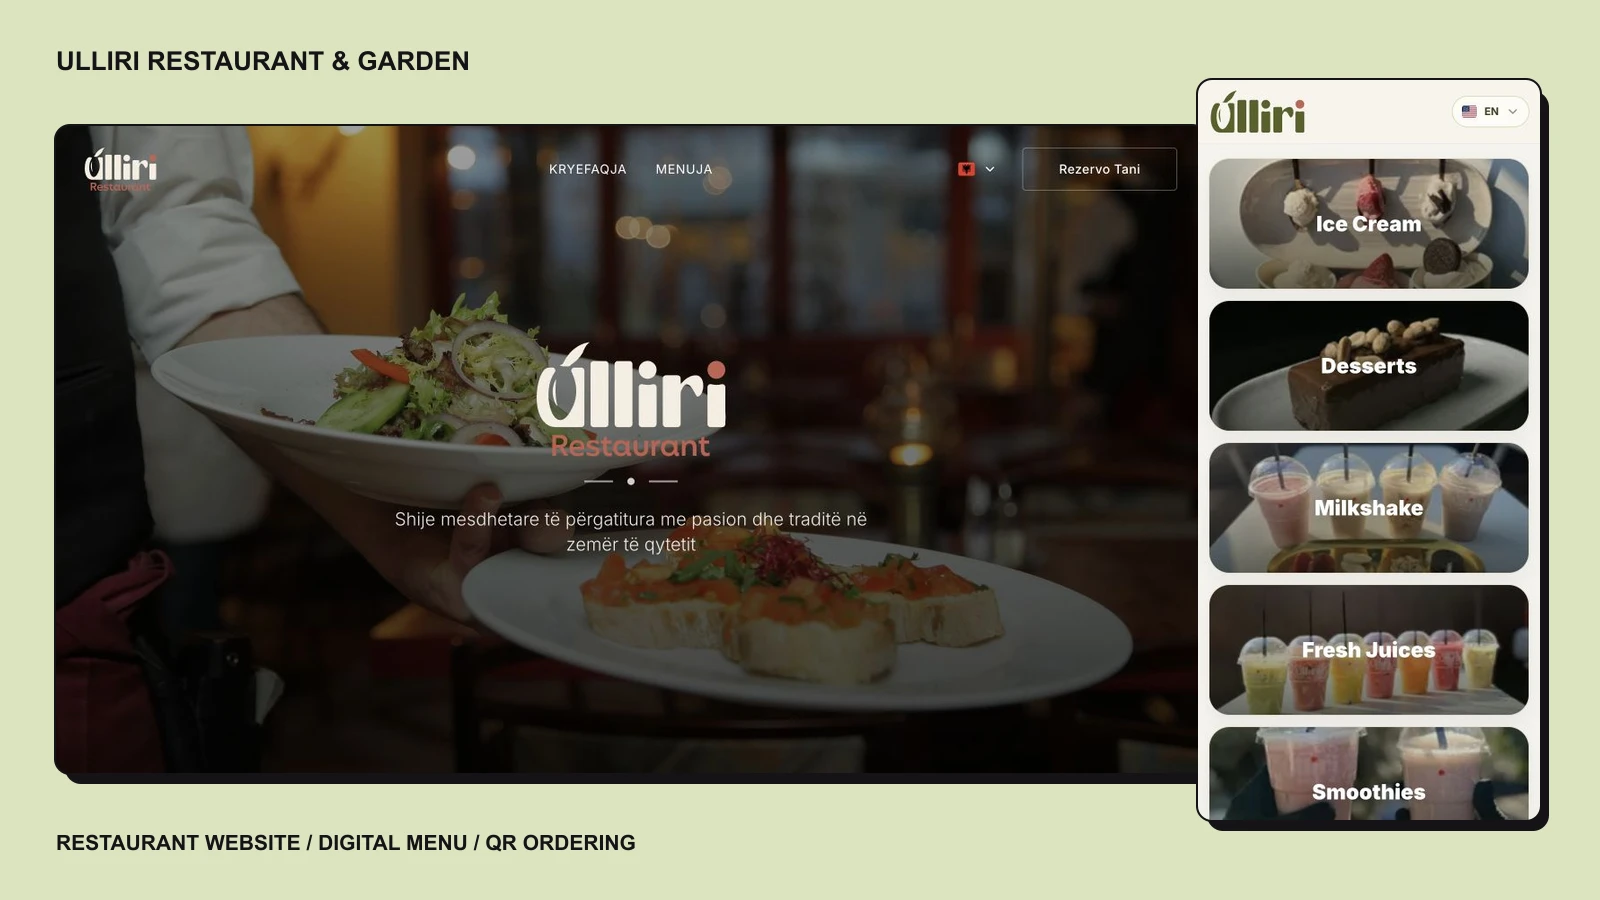 ULLIRI RESTAURANT & GARDEN
Úlliri
Restaurant
KRYEFAQJA
MENUJA
Rezervo Tani
Úlliri
Restaurant
Shije mesdhetare të përgatitura me pasion dhe traditë në
zemër të qytetit
Úlliri
EN
Ice Cream
Desserts
Milkshake
Fresh Juices
Smoothies
RESTAURANT WEBSITE / DIGITAL MENU / QR ORDERING